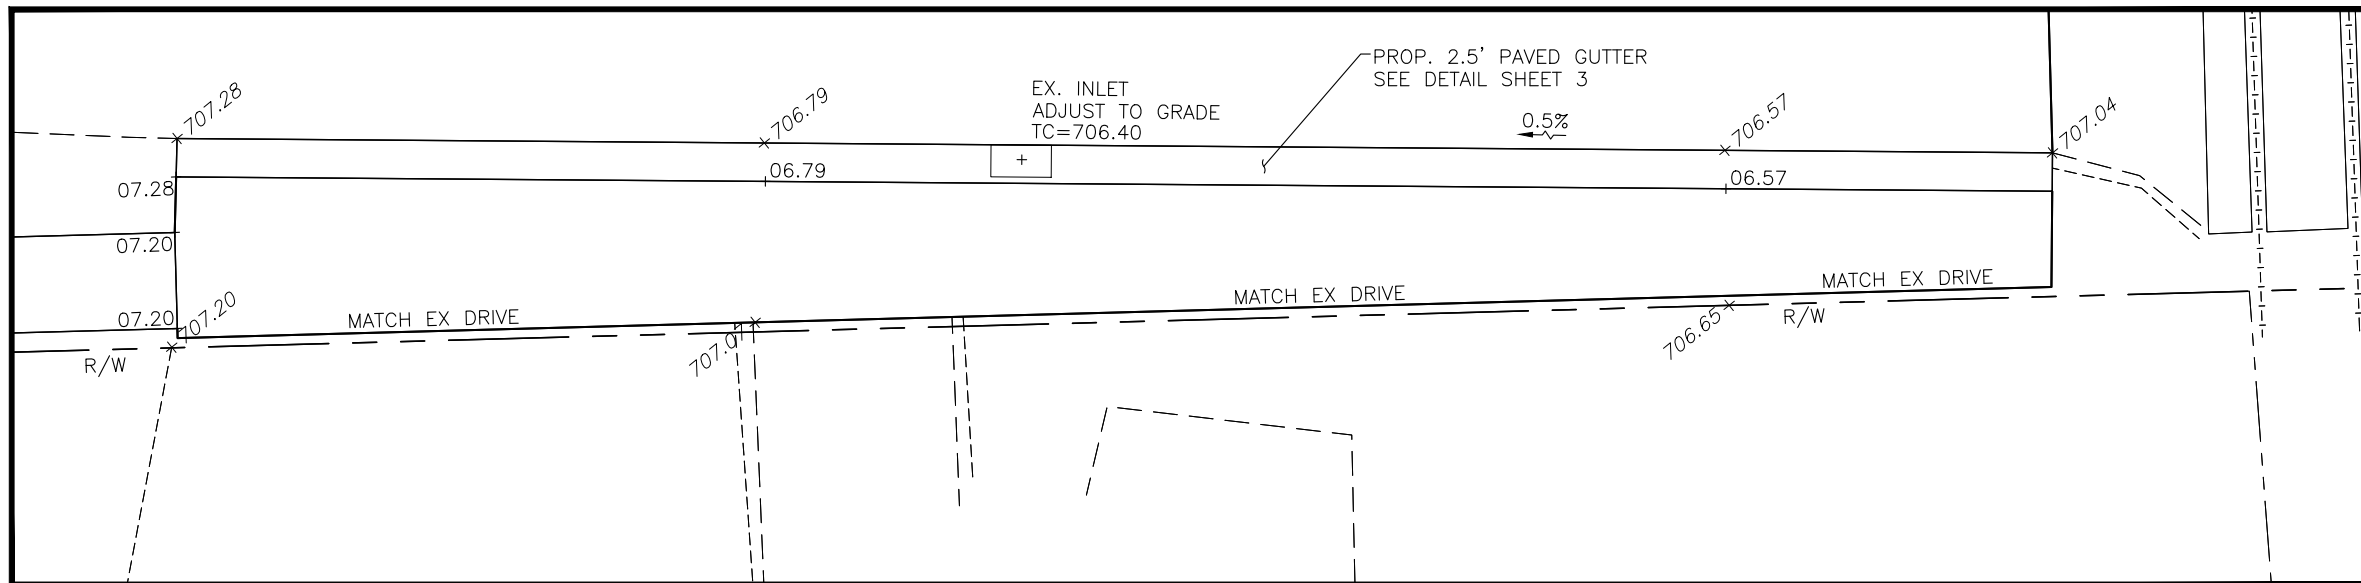 PROP. 2.5' PAVED GUTTER
SEE DETAIL SHEET 3
EX. INLET
ADJUST TO GRADE
TC=706.40
707.28
706.79
0.5%
706.57
707.04
07.28
06.79
06.57
07.20
07.20
707.20
MATCH EX DRIVE
MATCH EX DRIVE
MATCH EX DRIVE
R/W
707.07
706.65
R/W